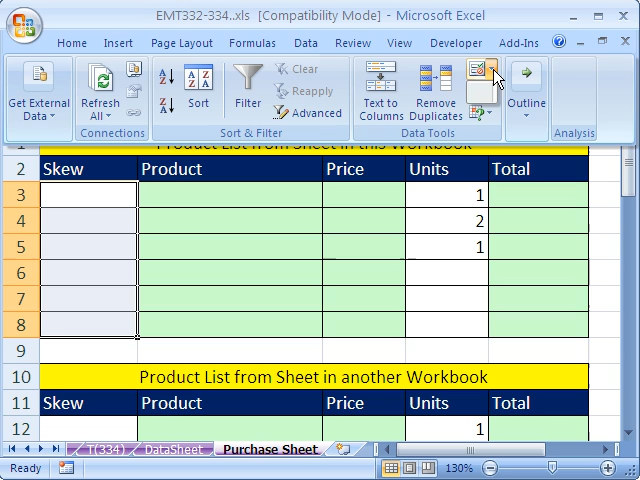 EMT332-334..xls [Compatibility Mode] - Microsoft Excel
Home Insert Page Layout Formulas Data Review View Developer Add-Ins
Get External Data
Refresh All
Connections
Sort
Filter
Clear
Reapply
Advanced
Sort & Filter
Text to Columns
Remove Duplicates
Data Tools
Outline
Analysis
1 Product List from Sheet in this Workbook
2 Skew Product Price Units Total
3 1
4 2
5 1
6
7
8
9
10 Product List from Sheet in another Workbook
11 Skew Product Price Units Total
12 1
T(334) DataSheet Purchase Sheet
Ready 130%